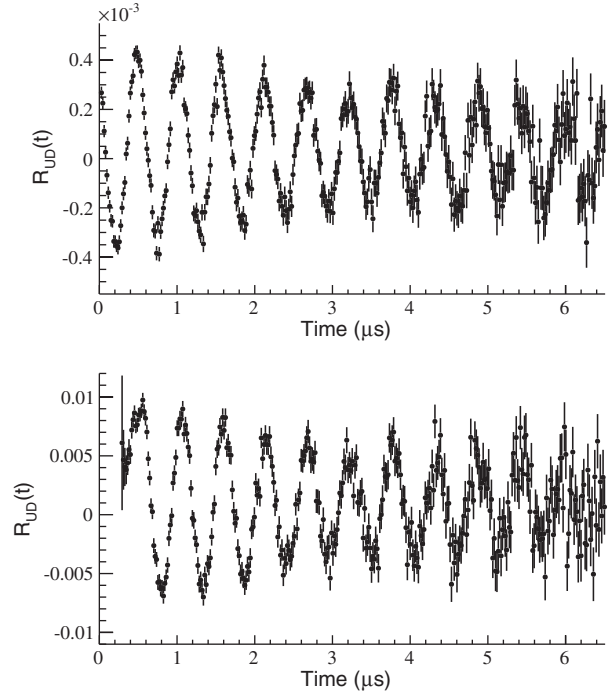 ×10⁻³
0.4
0.2
0
-0.2
-0.4
R_UD(t)
0 1 2 3 4 5 6
Time (μs)
0.01
0.005
0
-0.005
-0.01
R_UD(t)
0 1 2 3 4 5 6
Time (μs)